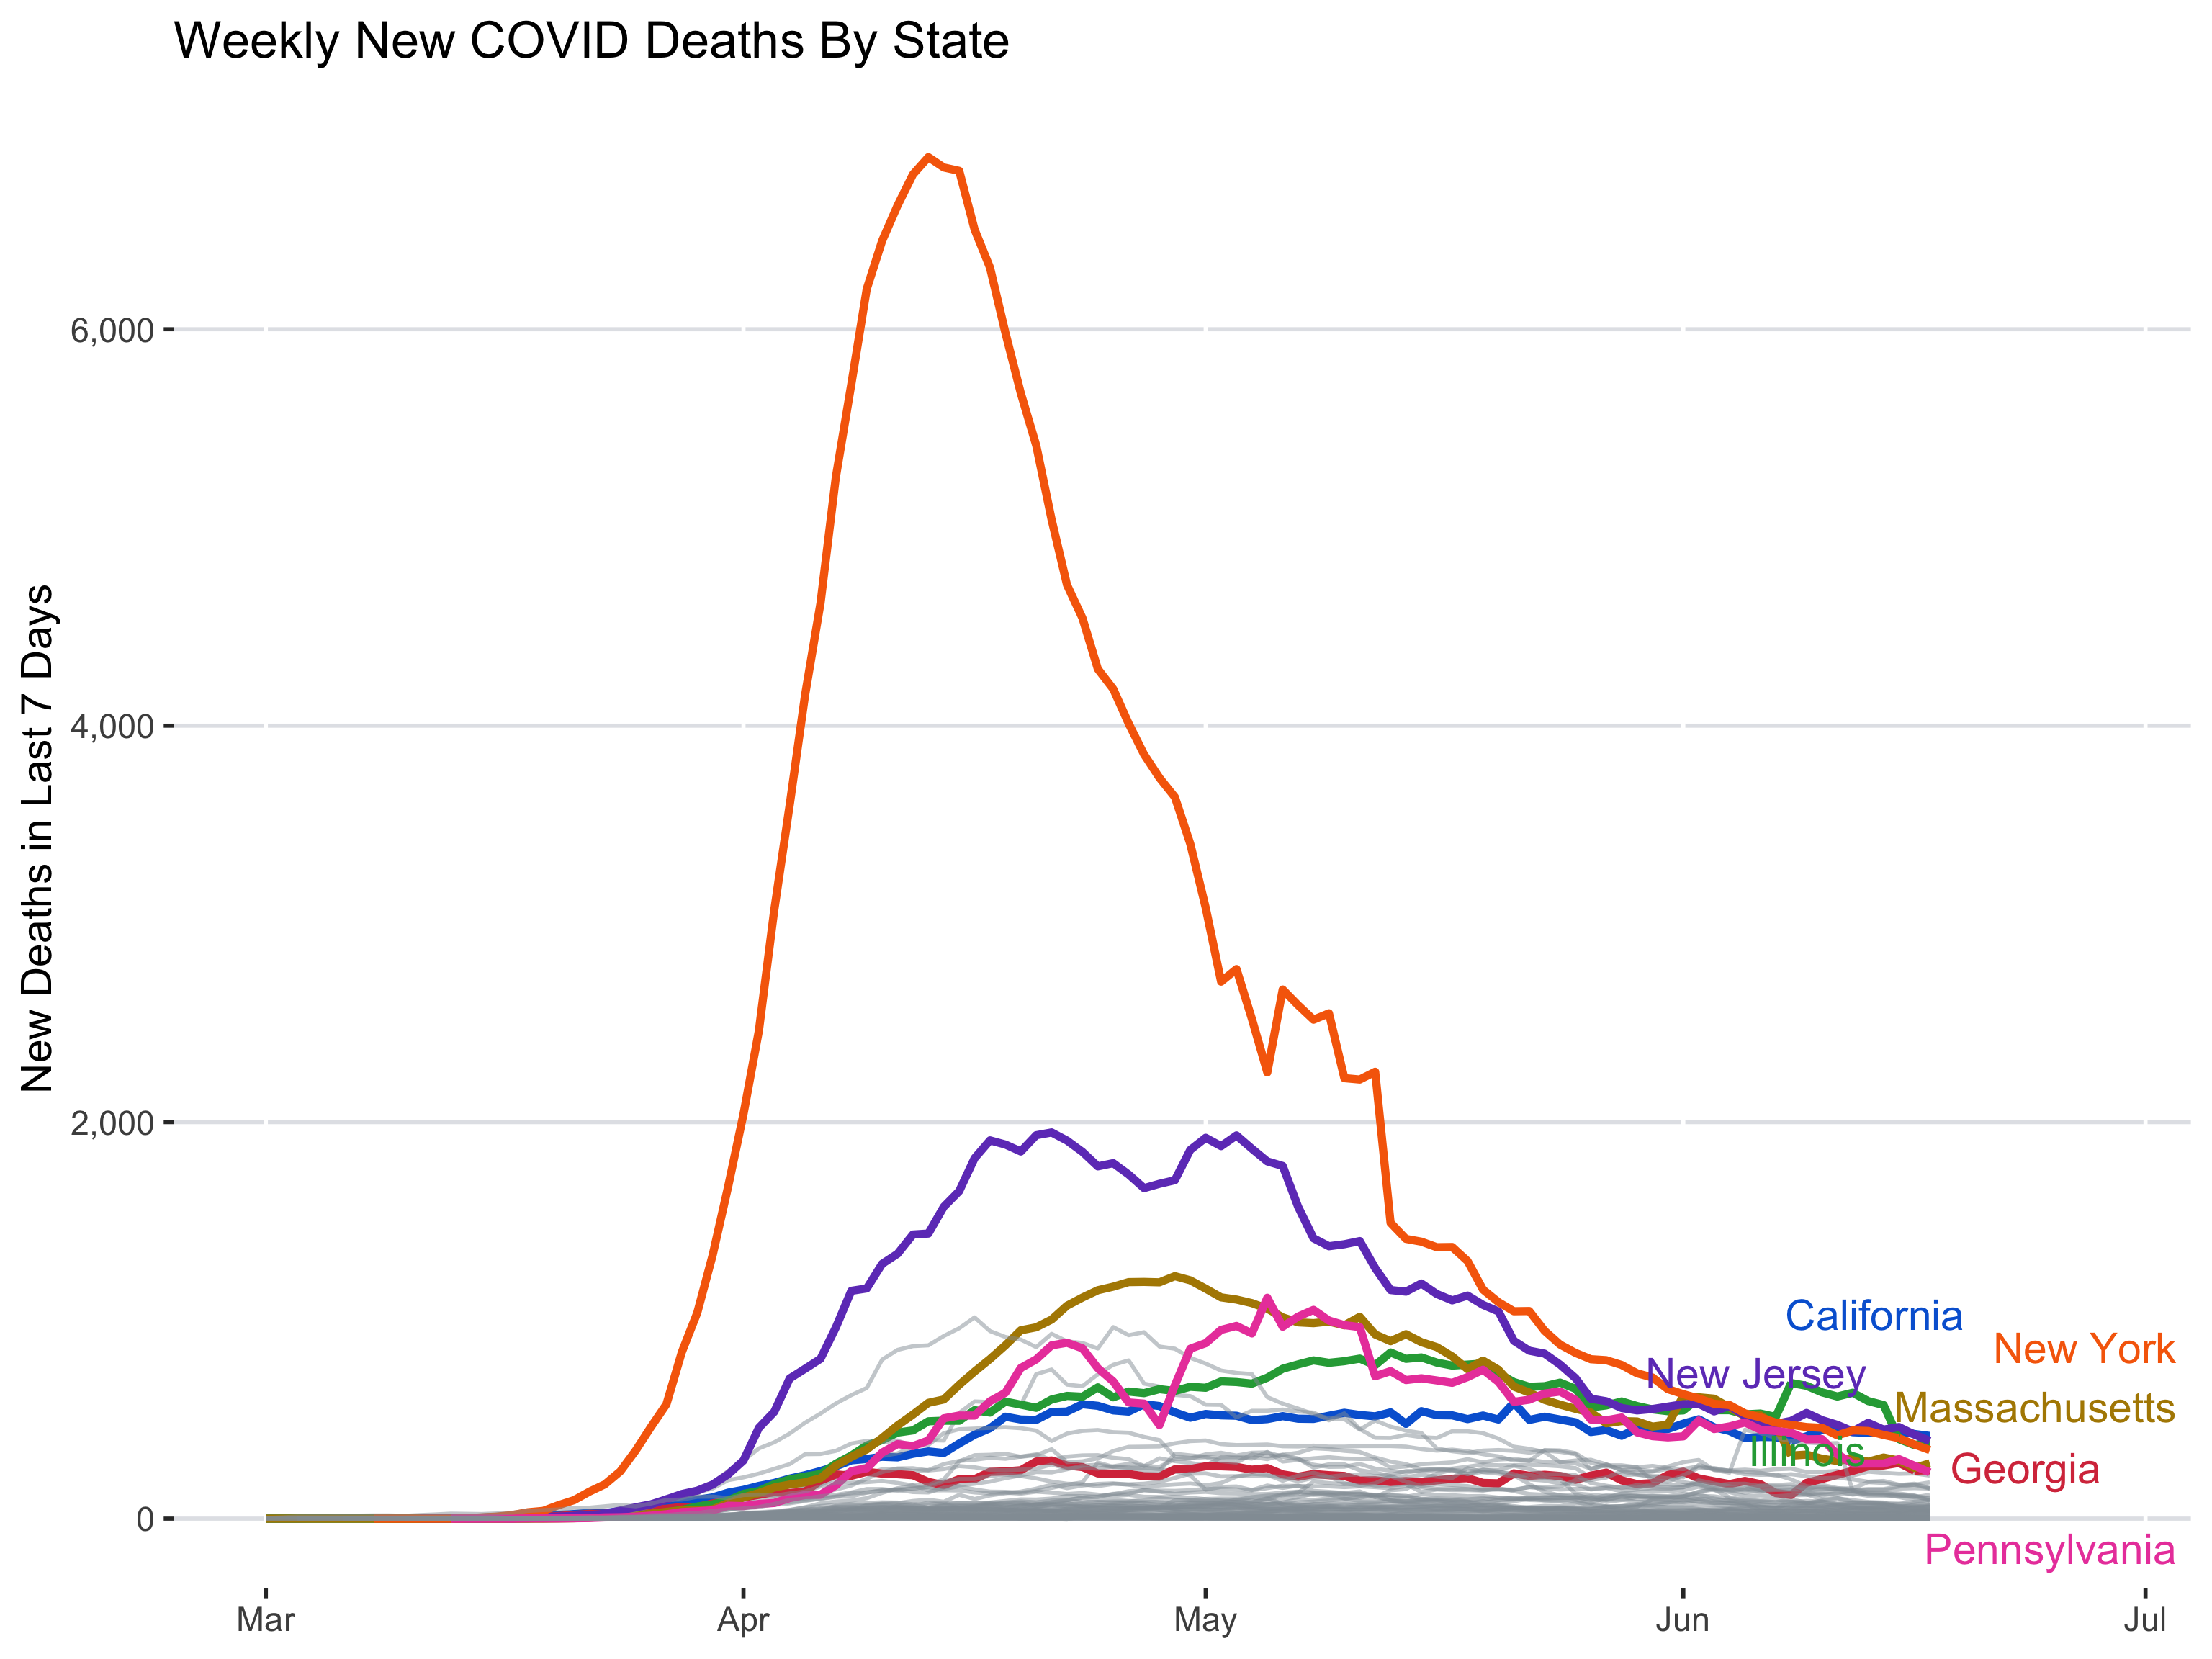 Weekly New COVID Deaths By State
New Deaths in Last 7 Days
6,000
4,000
2,000
0
California
New York
New Jersey
Massachusetts
Illinois
Georgia
Pennsylvania
Mar
Apr
May
Jun
Jul